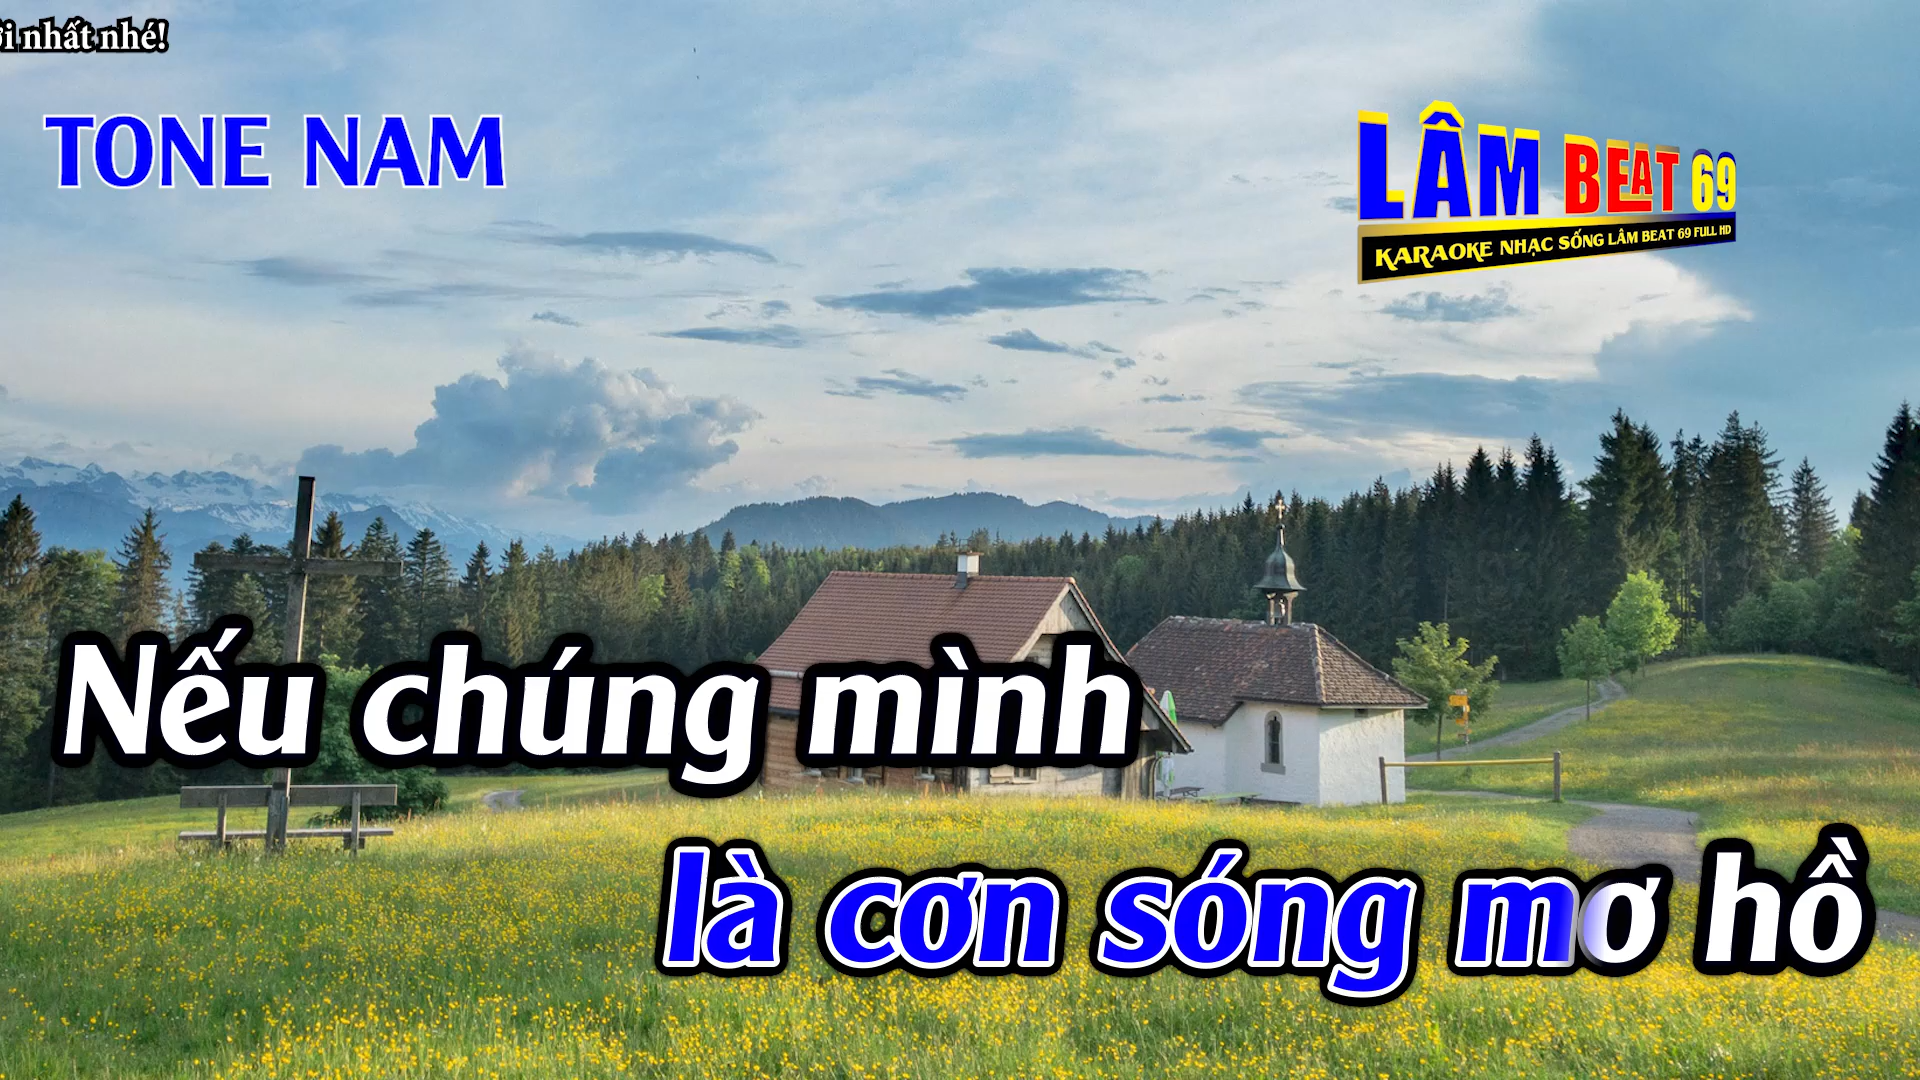 nhất nhé!
TONE NAM
LÂM BEAT 69
KARAOKE NHẠC SỐNG LÂM BEAT 69 FULL HD
Nếu chúng mình
là cơn sóng mơ hồ